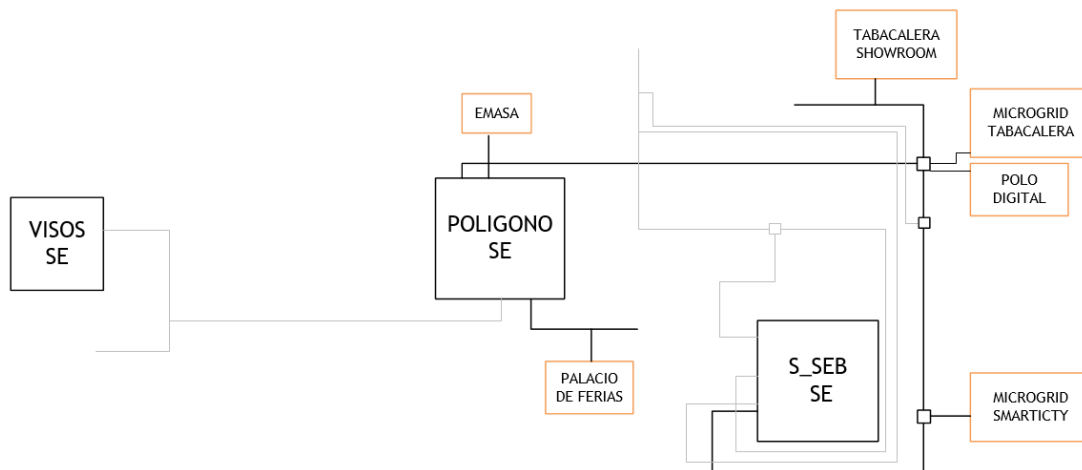 TABACALERA
SHOWROOM
EMASA
MICROGRID
TABACALERA
POLO
DIGITAL
VISOS
SE
POLIGONO
SE
PALACIO
DE FERIAS
S_SEB
SE
MICROGRID
SMARTICTY